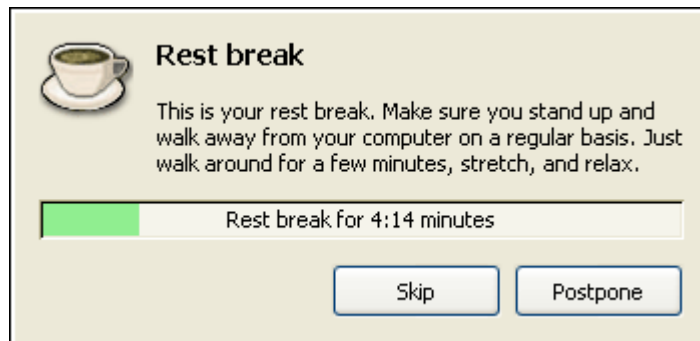 Rest break
This is your rest break. Make sure you stand up and
walk away from your computer on a regular basis. Just
walk around for a few minutes, stretch, and relax.
Rest break for 4:14 minutes
Skip
Postpone